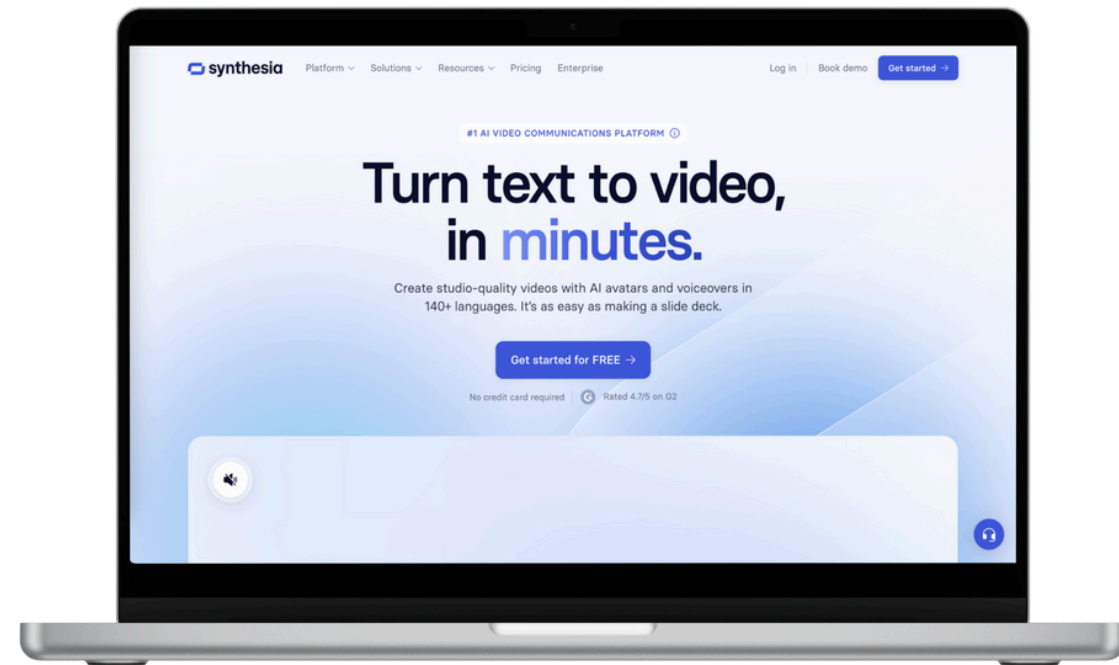 synthesia
Platform
Solutions
Resources
Pricing
Enterprise
Log in
Book demo
Get started →
#1 AI VIDEO COMMUNICATIONS PLATFORM
Turn text to video,
in minutes.
Create studio-quality videos with AI avatars and voiceovers in
140+ languages. It's as easy as making a slide deck.
Get started for FREE →
No credit card required
Rated 4.7/5 on G2